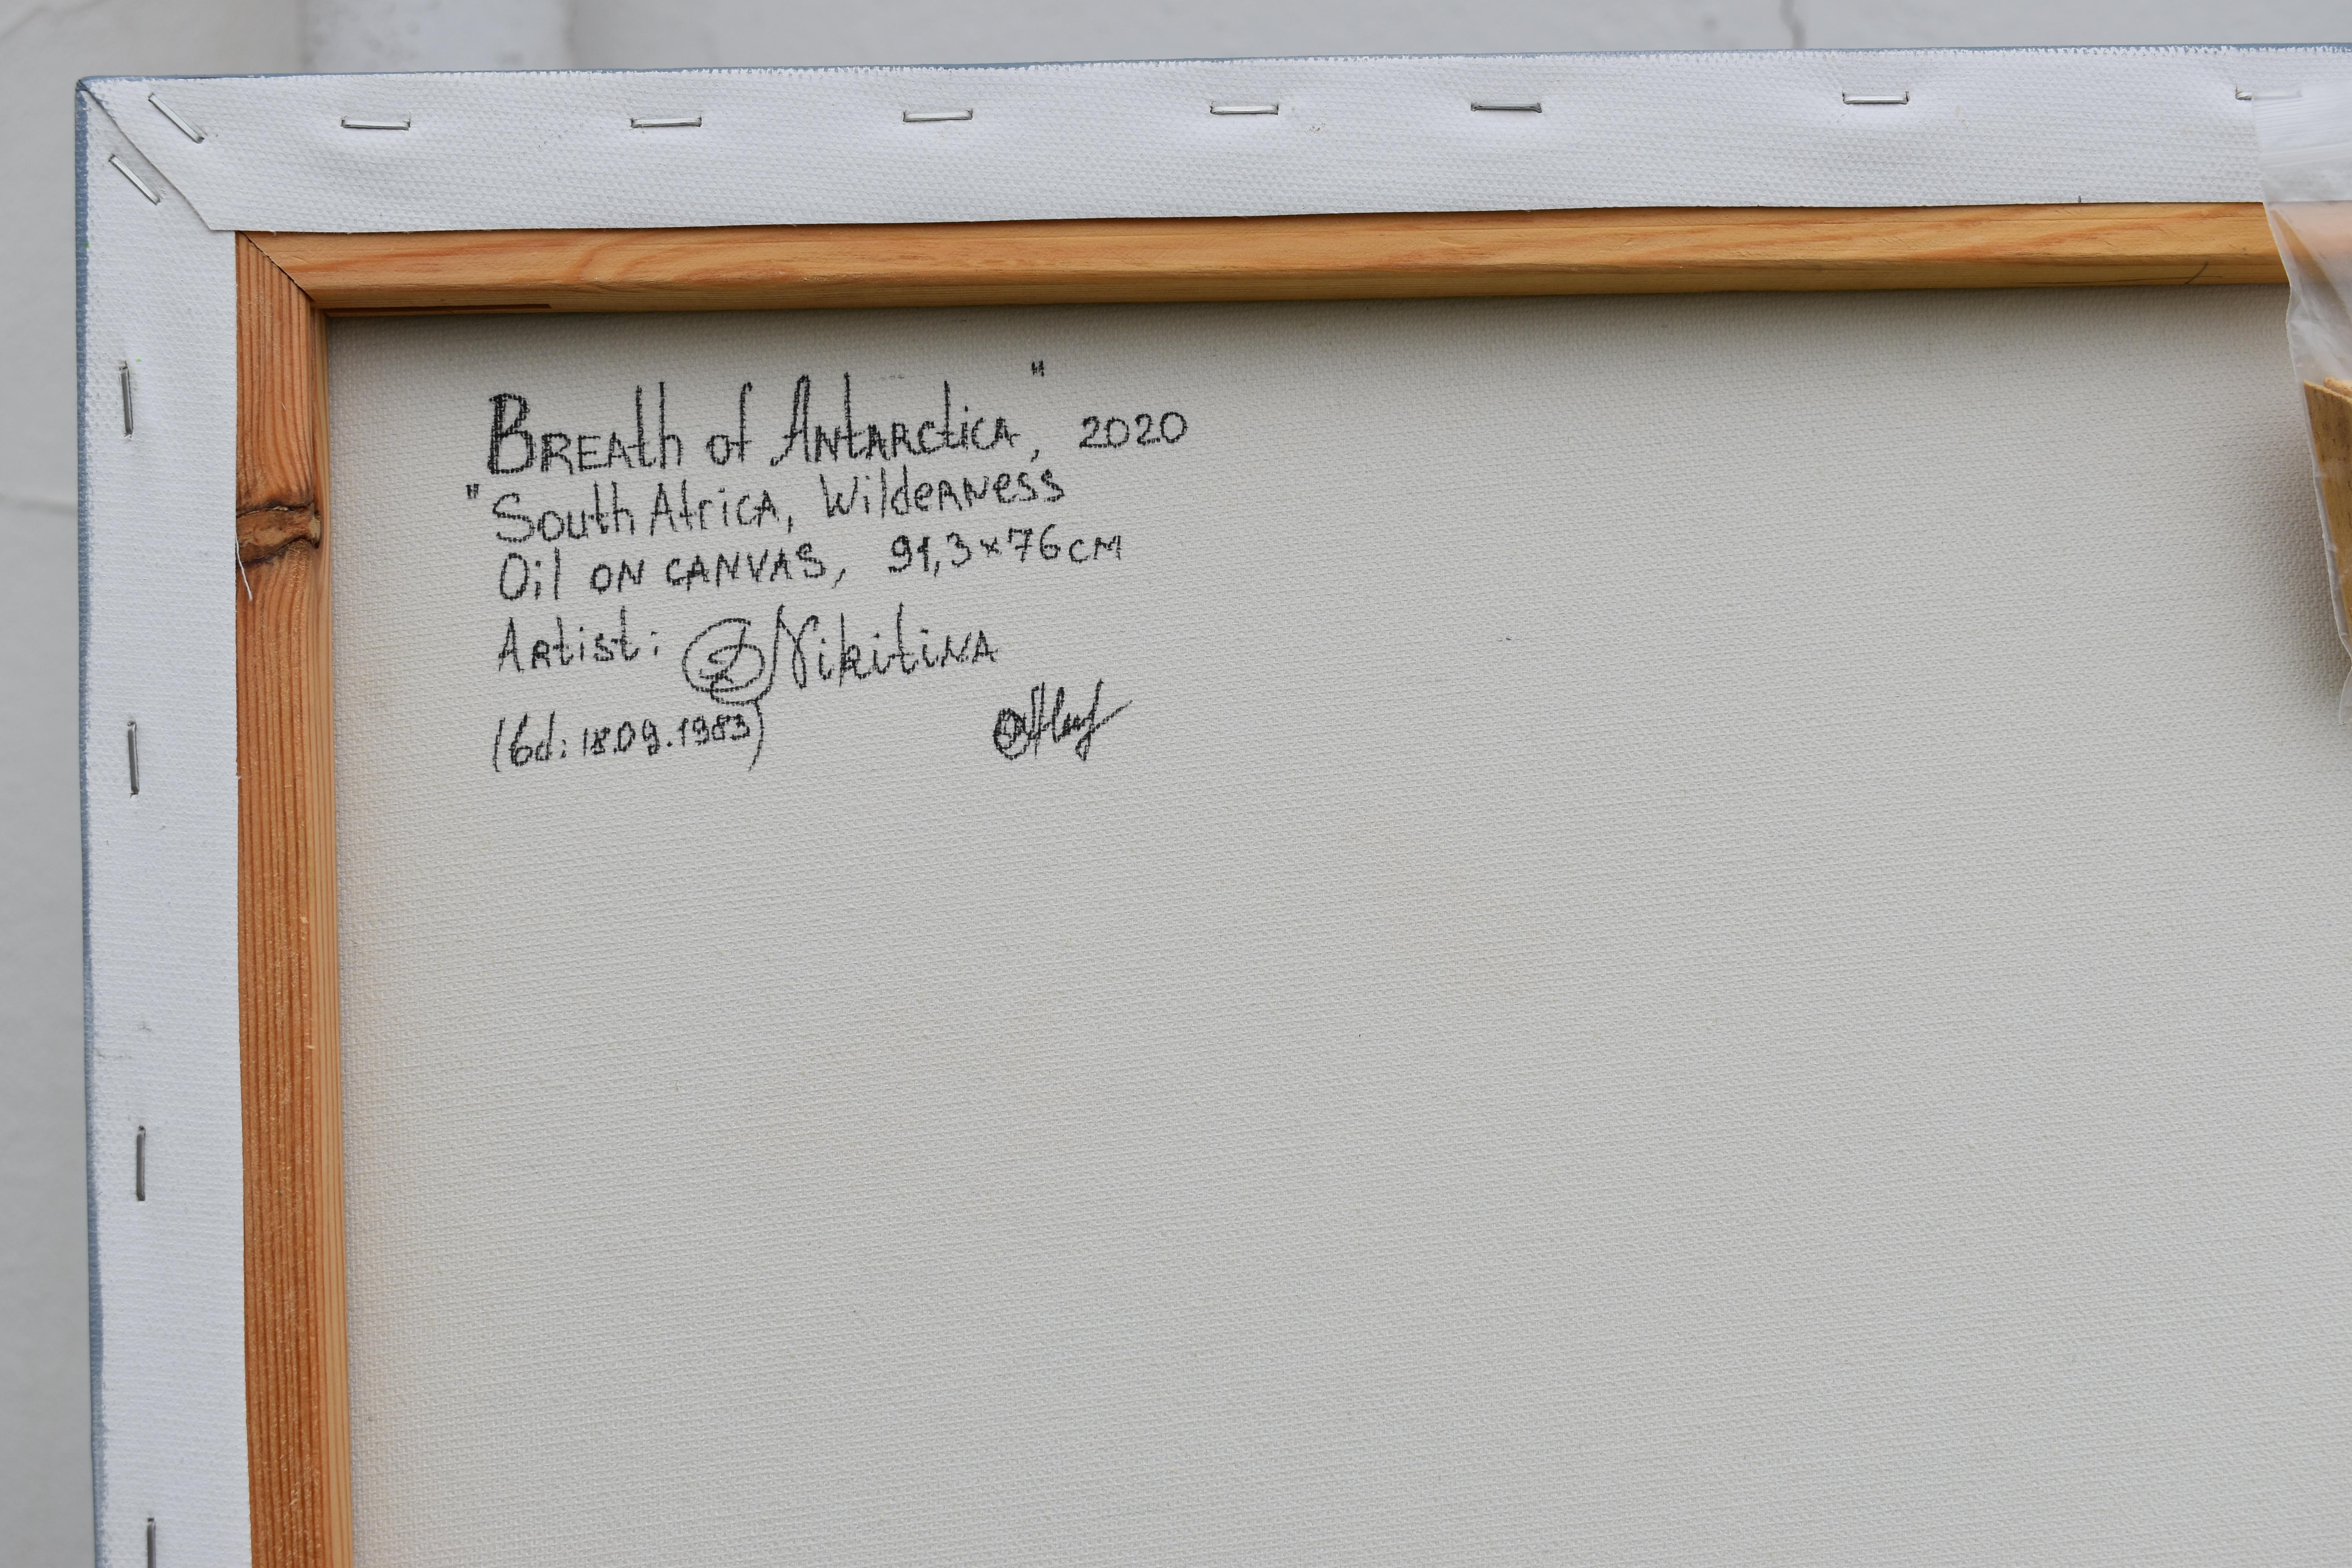 Breath of Antarctica", 2020
"South Africa, Wilderness
Oil on canvas, 91,3×76cm
Artist: Nikitina
(bd: 18.09.1983)